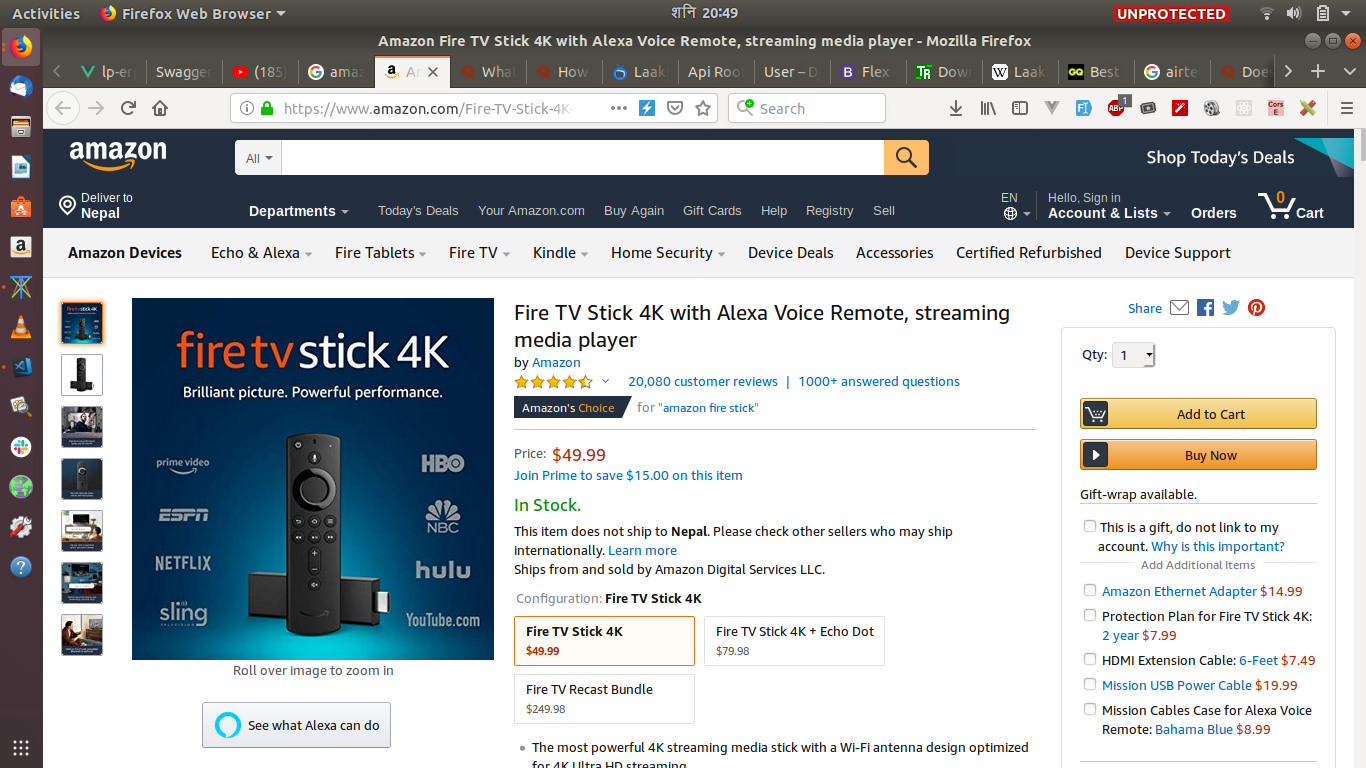 Activities
Firefox Web Browser
शनि 20:49
UNPROTECTED
Amazon Fire TV Stick 4K with Alexa Voice Remote, streaming media player - Mozilla Firefox
lp-er
Swagger
(185)
amaz
Wha
How
Laak
Api Roo
User – D
Flex
Dow
Laak
Best
airte
Does
https://www.amazon.com/Fire-TV-Stick-4K-
Search
1
amazon
All
Shop Today's Deals
Deliver to
Nepal
Departments
Today's Deals
Your Amazon.com
Buy Again
Gift Cards
Help
Registry
Sell
EN
Hello, Sign in
Account & Lists
Orders
0
Cart
Amazon Devices
Echo & Alexa
Fire Tablets
Fire TV
Kindle
Home Security
Device Deals
Accessories
Certified Refurbished
Device Support
fire tv stick 4K
Brilliant picture. Powerful performance.
prime video
ESPN
NETFLIX
sling
TELEVISION
HBO
NBC
hulu
YouTube.com
Roll over image to zoom in
See what Alexa can do
Fire TV Stick 4K with Alexa Voice Remote, streaming
media player
by Amazon
20,080 customer reviews | 1000+ answered questions
Amazon's Choice for "amazon fire stick"
Price: $49.99
Join Prime to save $15.00 on this item
In Stock.
This item does not ship to Nepal. Please check other sellers who may ship
internationally. Learn more
Ships from and sold by Amazon Digital Services LLC.
Configuration: Fire TV Stick 4K
Fire TV Stick 4K
$49.99
Fire TV Stick 4K + Echo Dot
$79.98
Fire TV Recast Bundle
$249.98
The most powerful 4K streaming media stick with a Wi-Fi antenna design optimized
for 4K Ultra HD streaming
Share
Qty: 1
Add to Cart
Buy Now
Gift-wrap available.
This is a gift, do not link to my
account. Why is this important?
Add Additional Items
Amazon Ethernet Adapter $14.99
Protection Plan for Fire TV Stick 4K:
2 year $7.99
HDMI Extension Cable: 6-Feet $7.49
Mission USB Power Cable $19.99
Mission Cables Case for Alexa Voice
Remote: Bahama Blue $8.99